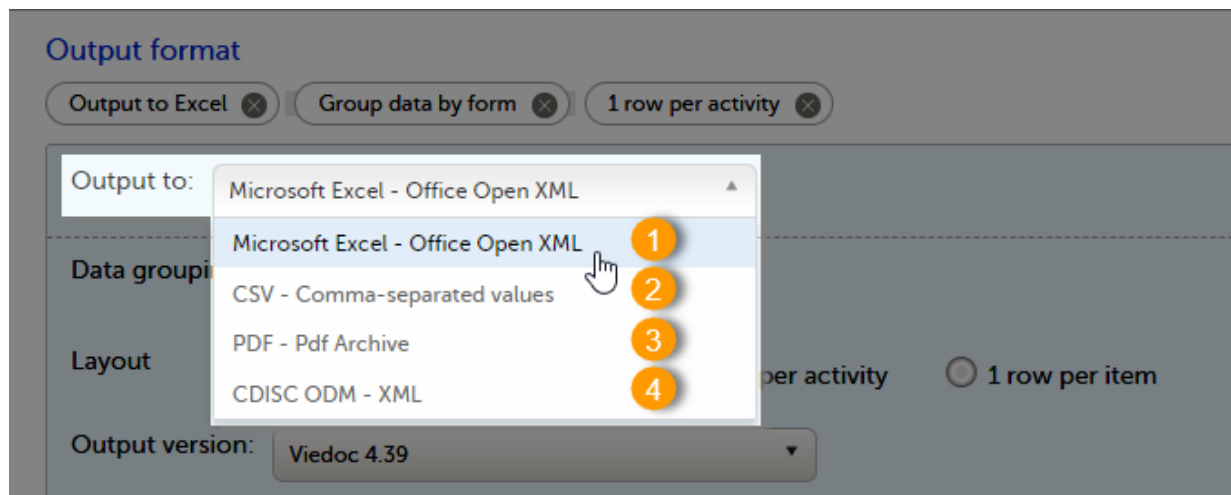 Output format
Output to Excel Group data by form 1 row per activity
Output to: Microsoft Excel - Office Open XML
Microsoft Excel - Office Open XML 1
Data groupi
CSV - Comma-separated values 2
PDF - Pdf Archive 3
Layout per activity 1 row per item
CDISC ODM - XML 4
Output version: Viedoc 4.39